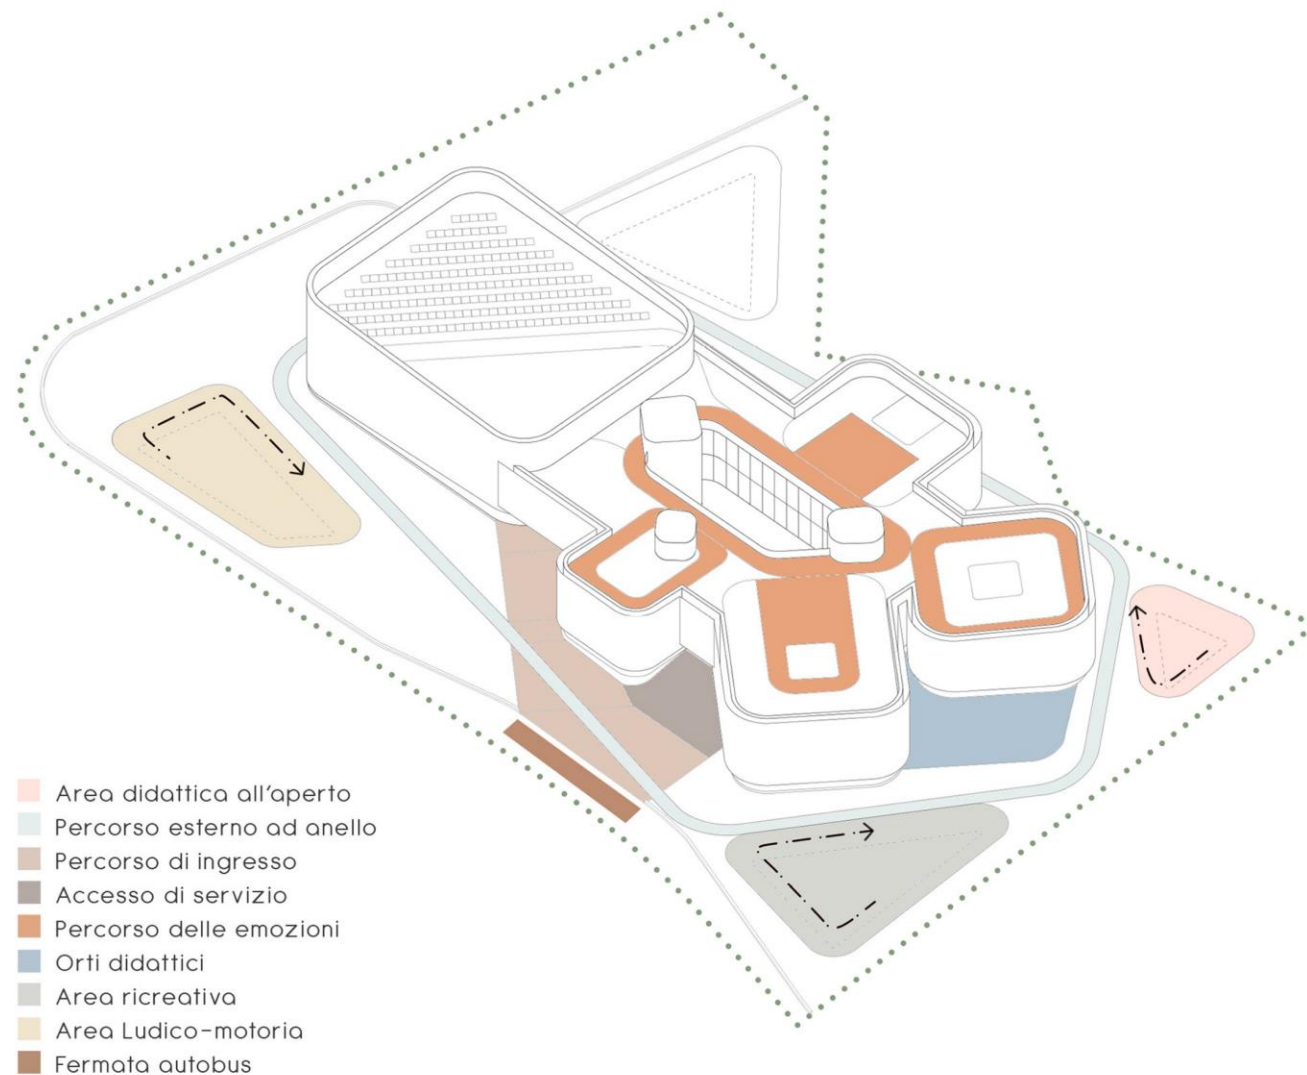 Area didattica all'aperto
Percorso esterno ad anello
Percorso di ingresso
Accesso di servizio
Percorso delle emozioni
Orti didattici
Area ricreativa
Area Ludico-motoria
Fermata autobus